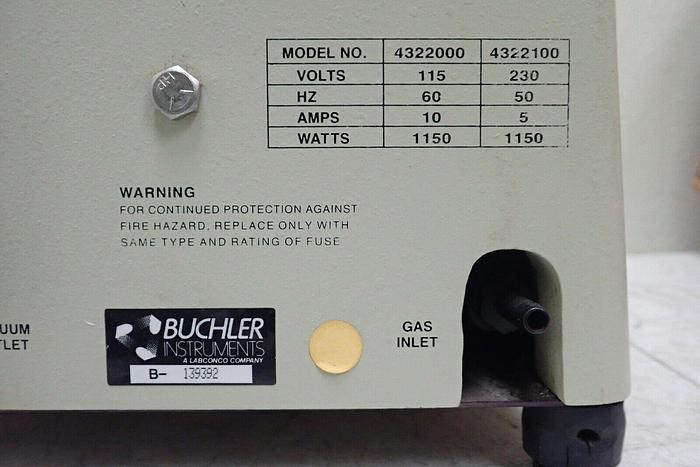 MODEL NO. 4322000 4322100
VOLTS 115 230
HZ 60 50
AMPS 10 5
WATTS 1150 1150
WARNING
FOR CONTINUED PROTECTION AGAINST
FIRE HAZARD, REPLACE ONLY WITH
SAME TYPE AND RATING OF FUSE
UUM
TLET
BUCHLER
INSTRUMENTS
A LABCONCO COMPANY
B- 139392
GAS
INLET